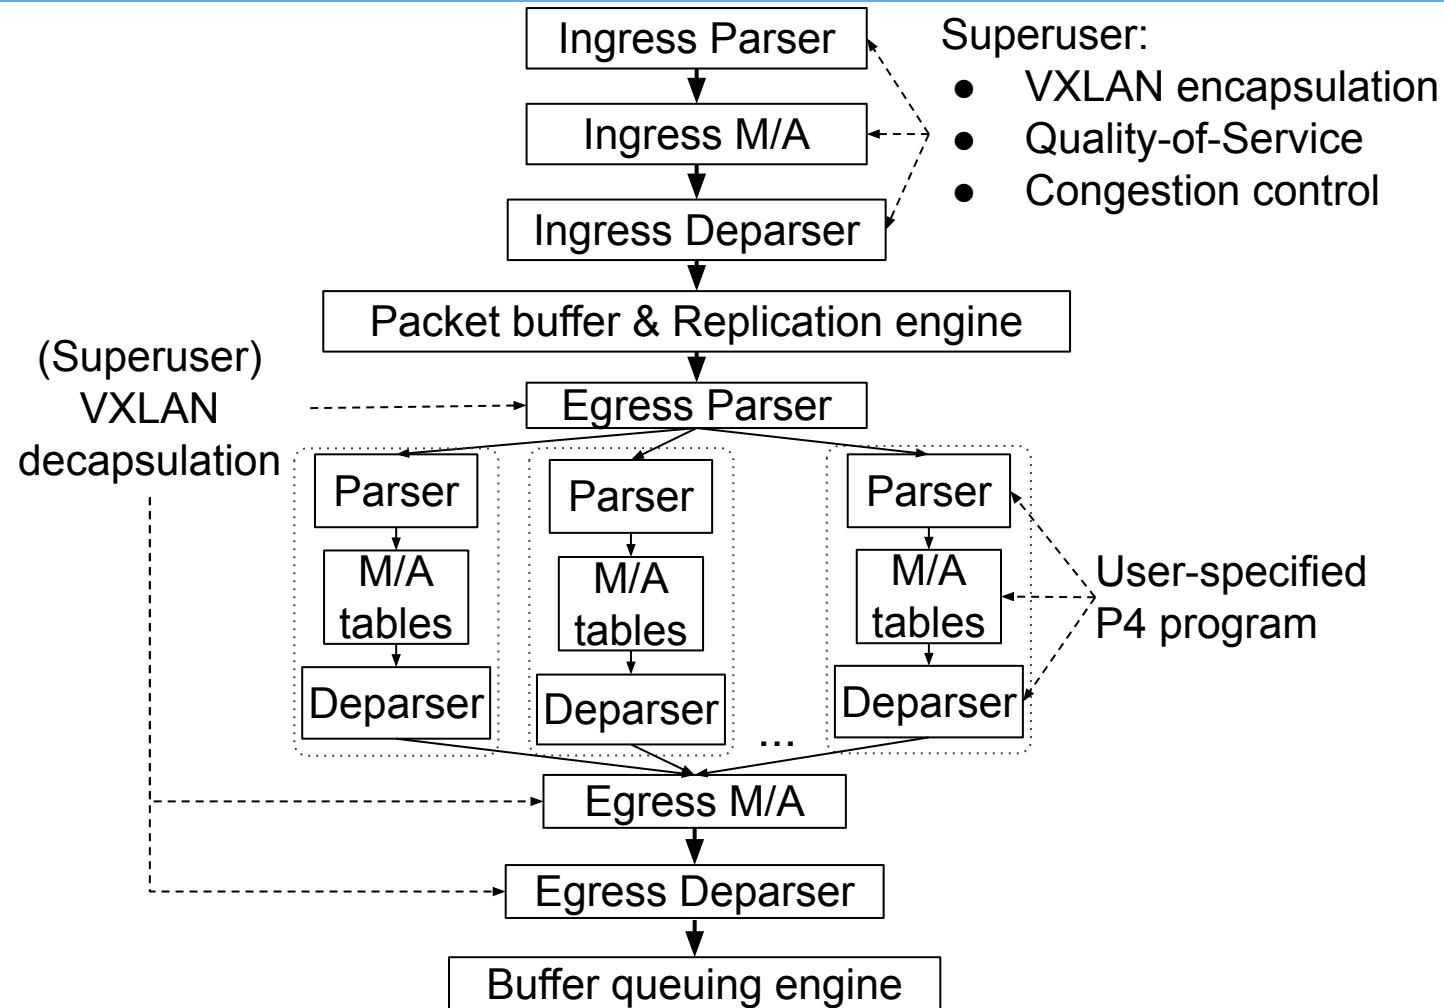 Ingress Parser
Superuser:
● VXLAN encapsulation
Ingress M/A
● Quality-of-Service
● Congestion control
Ingress Deparser
Packet buffer & Replication engine
(Superuser)
VXLAN
decapsulation
Egress Parser
Parser
M/A
tables
Deparser
Parser
M/A
tables
Deparser
...
Parser
M/A
tables
Deparser
User-specified
P4 program
Egress M/A
Egress Deparser
Buffer queuing engine